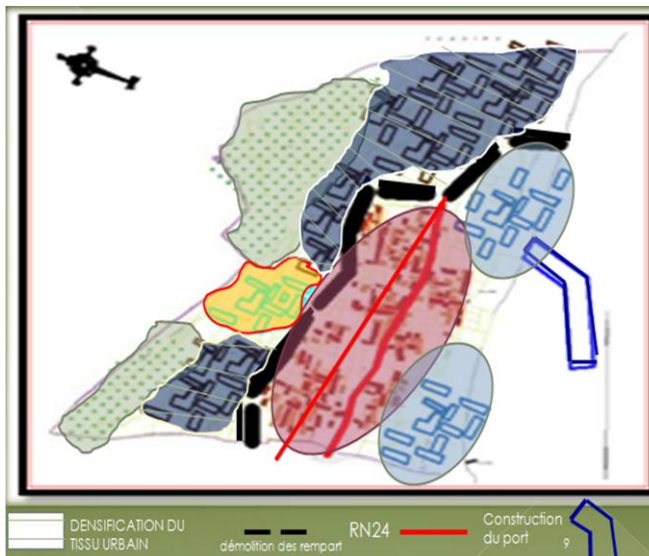 DENSIFICATION DU
TISSU URBAIN
démolition des rempart
RN24
Construction
du port
9